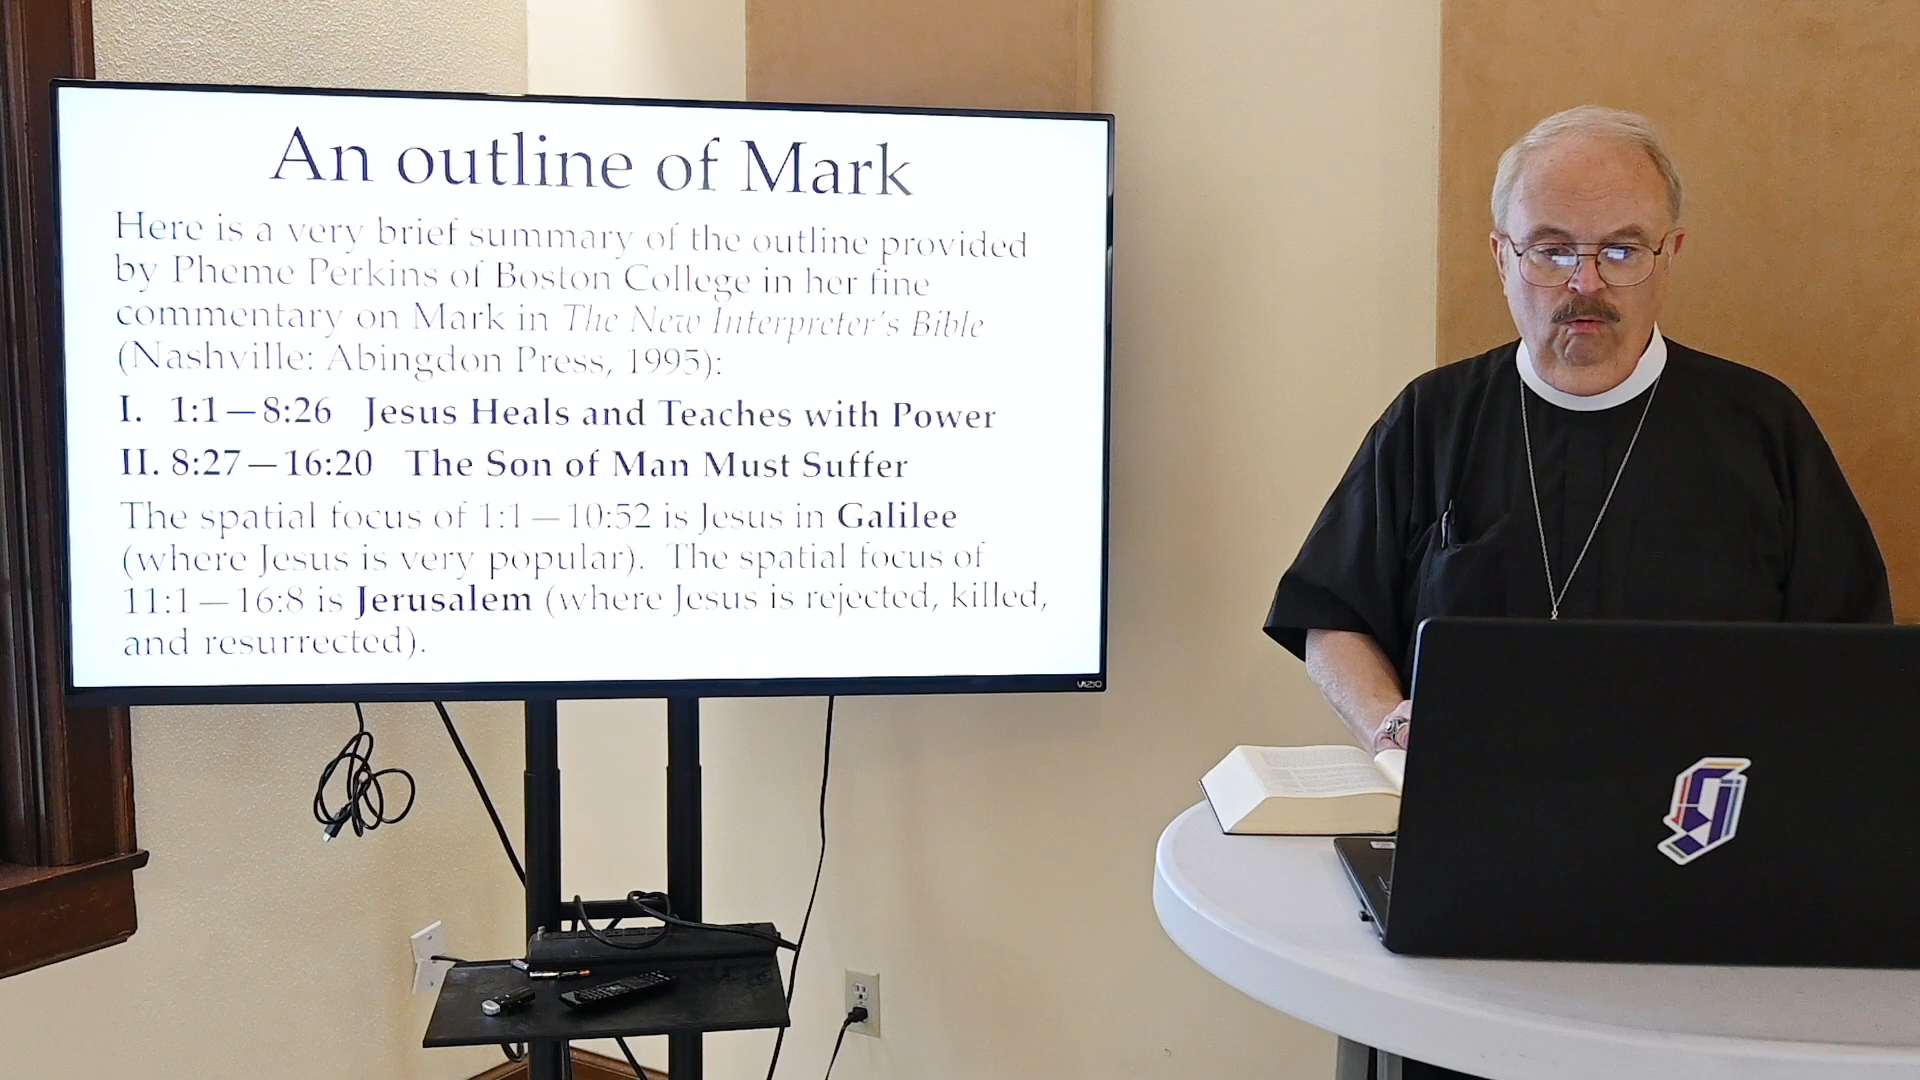 An outline of Mark
Here is a very brief summary of the outline provided
by Pheme Perkins of Boston College in her fine
commentary on Mark in The New Interpreter's Bible
(Nashville: Abingdon Press, 1995):
I. 1:1—8:26 Jesus Heals and Teaches with Power
II. 8:27—16:20 The Son of Man Must Suffer
The spatial focus of 1:1—10:52 is Jesus in Galilee
(where Jesus is very popular). The spatial focus of
11:1—16:8 is Jerusalem (where Jesus is rejected, killed,
and resurrected).
VIZIO